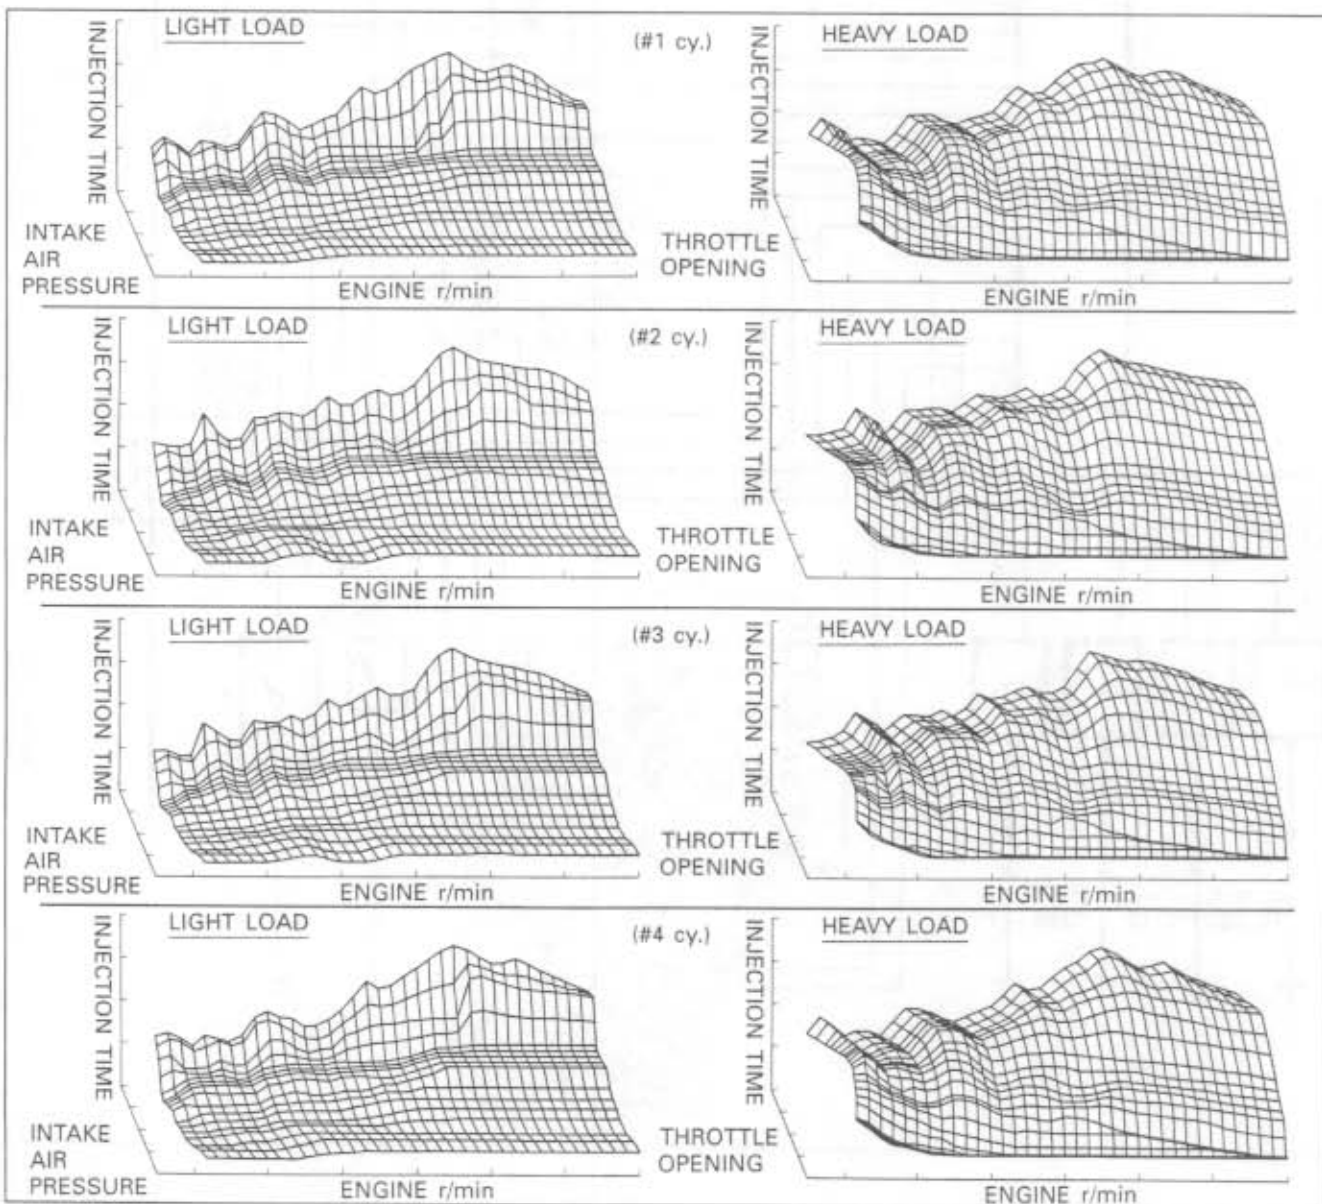 LIGHT LOAD
(#1 cy.)
HEAVY LOAD
INJECTION TIME
INJECTION TIME
INTAKE
AIR
PRESSURE
THROTTLE
OPENING
ENGINE r/min
ENGINE r/min
LIGHT LOAD
(#2 cy.)
HEAVY LOAD
INJECTION TIME
INJECTION TIME
INTAKE
AIR
PRESSURE
THROTTLE
OPENING
ENGINE r/min
ENGINE r/min
LIGHT LOAD
(#3 cy.)
HEAVY LOAD
INJECTION TIME
INJECTION TIME
INTAKE
AIR
PRESSURE
THROTTLE
OPENING
ENGINE r/min
ENGINE r/min
LIGHT LOAD
(#4 cy.)
HEAVY LOAD
INJECTION TIME
INJECTION TIME
INTAKE
AIR
PRESSURE
THROTTLE
OPENING
ENGINE r/min
ENGINE r/min